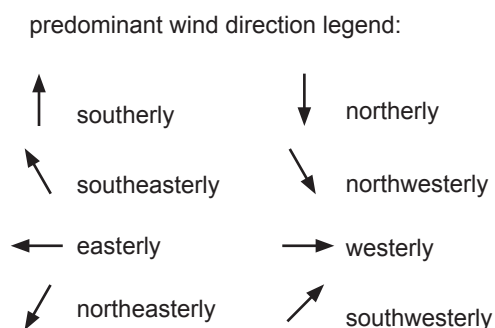 predominant wind direction legend:
southerly
northerly
southeasterly
northwesterly
easterly
westerly
northeasterly
southwesterly